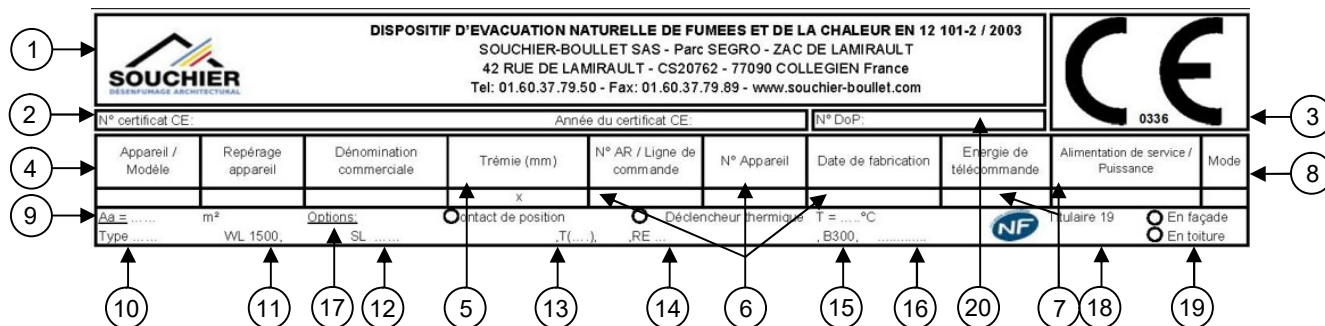 DISPOSITIF D'EVACUATION NATURELLE DE FUMEES ET DE LA CHALEUR EN 12 101-2 / 2003
SOUCHIER-BOULLET SAS - Parc SEGRO - ZAC DE LAMIRAULT
42 RUE DE LAMIRAULT - CS20762 - 77090 COLLEGIEN France
Tel: 01.60.37.79.50 - Fax: 01.60.37.79.89 - www.souchier-boullet.com
SOUCHIER
DESENFUMAGE ARCHITECTURAL
CE
0336
1
2
3
N° certificat CE: Année du certificat CE: N° DoP:
4
Appareil / Modèle
Repérage appareil
Dénomination commerciale
Trémie (mm)
N° AR / Ligne de commande
N° Appareil
Date de fabrication
Energie de télécommande
Alimentation de service / Puissance
Mode
8
x
9
Aa = ...... m² Options: Contact de position Déclencheur thermique T = .....°C NF Titulaire 19 En façade
Type ...... WL 1500, SL ...... ,T(....), ,RE ... , B300, ............ En toiture
10 11 17 12 5 13 14 6 15 16 20 7 18 19